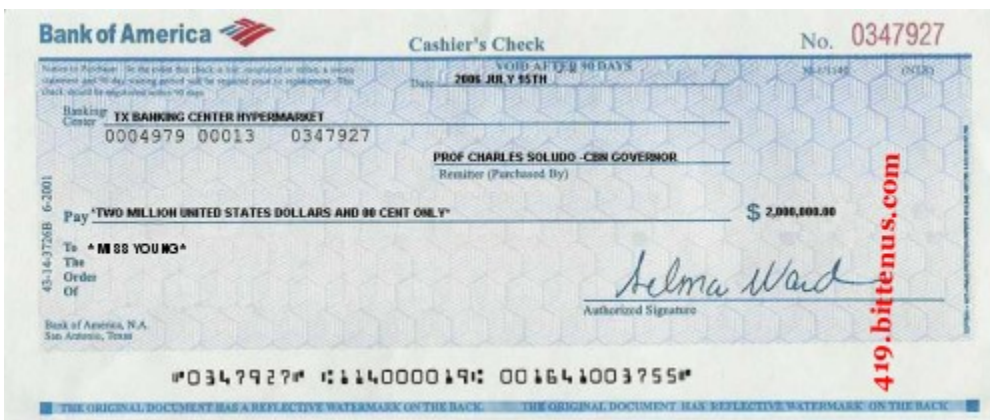 Bank of America
Cashier's Check
No. 0347927
VOID AFTER 90 DAYS
Date 2006 JULY 15TH
(NTX)
Banking Center TX BANKING CENTER HYPERMARKET
0004979 00013 0347927
PROF CHARLES SOLUDO -CBN GOVERNOR
Remitter (Purchased By)
Pay *TWO MILLION UNITED STATES DOLLARS AND 00 CENT ONLY* $ 2,000,000.00
To The Order Of *MISS YOUNG*
Selma Ward
Authorized Signature
Bank of America, N.A.
San Antonio, Texas
43-14-3726B 6-2001
⑈0347927⑈ ⑆114000019⑆ 001641003755⑈
THE ORIGINAL DOCUMENT HAS A REFLECTIVE WATERMARK ON THE BACK. THE ORIGINAL DOCUMENT HAS REFLECTIVE WATERMARK ON THE BACK
419.bittenus.com